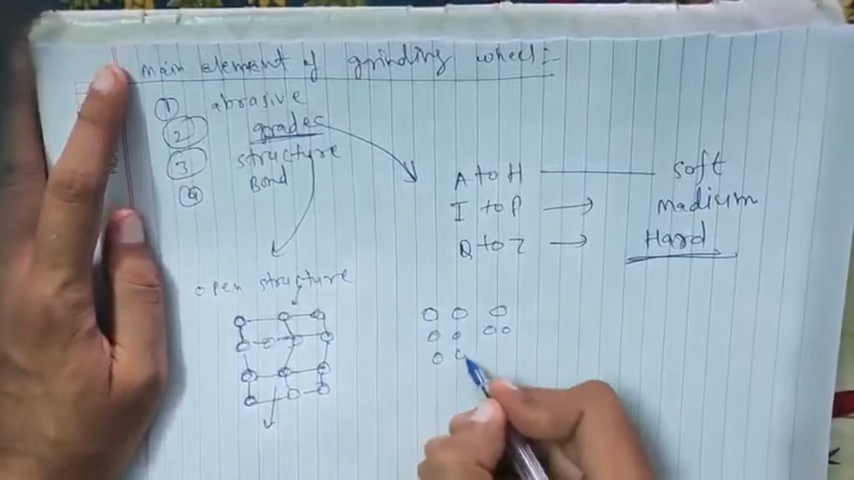 main element of grinding wheel:-
① abrasive
② grades
③ structure
④ Bond
A to H — soft
I to P → Madium
Q to Z → Hard
open structure